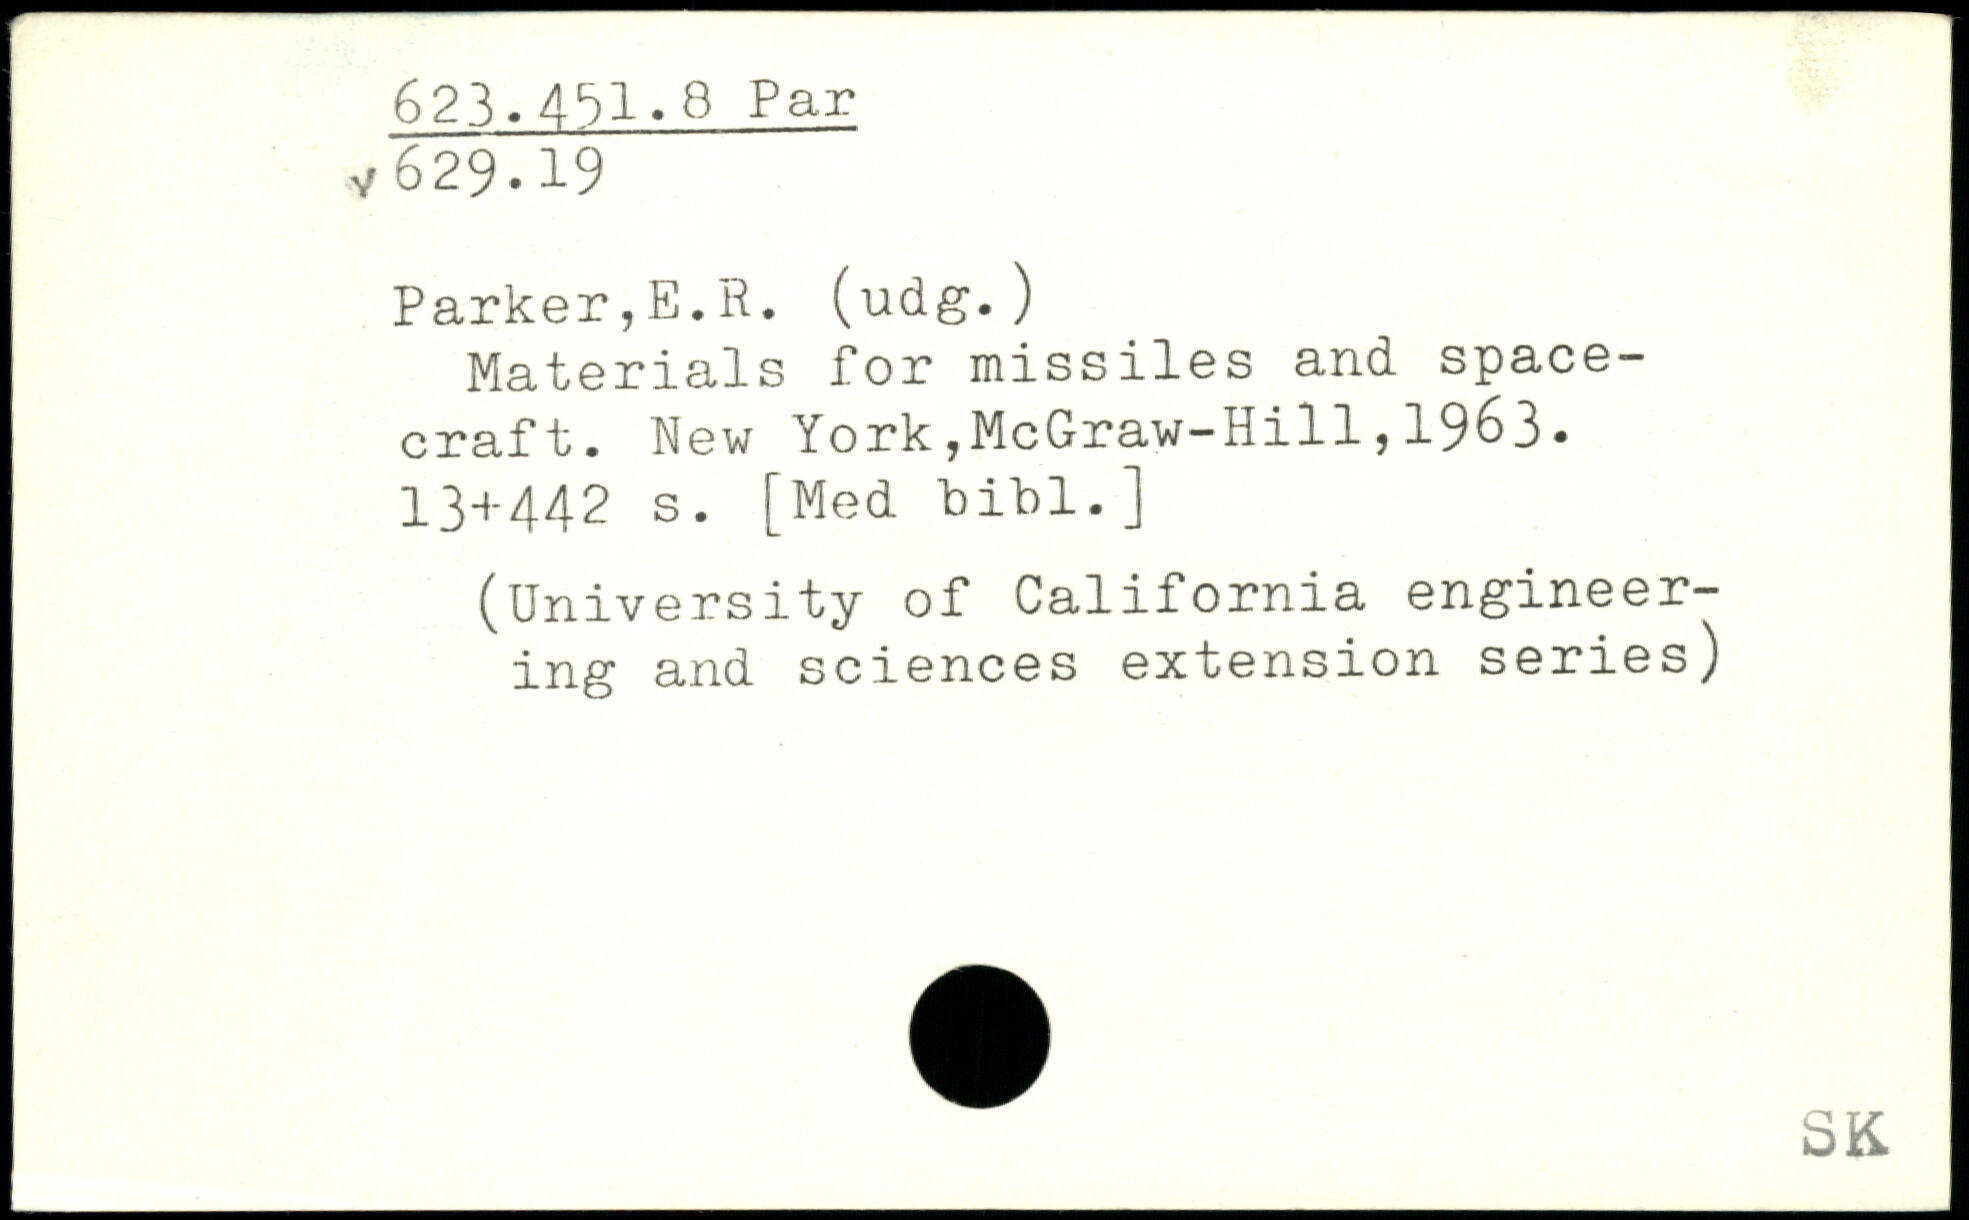 623.451.8 Par
v 629.19
Parker,E.R. (udg.)
Materials for missiles and space-
craft. New York,McGraw-Hill,1963.
13+442 s. [Med bibl.]
(University of California engineer-
ing and sciences extension series)
SK